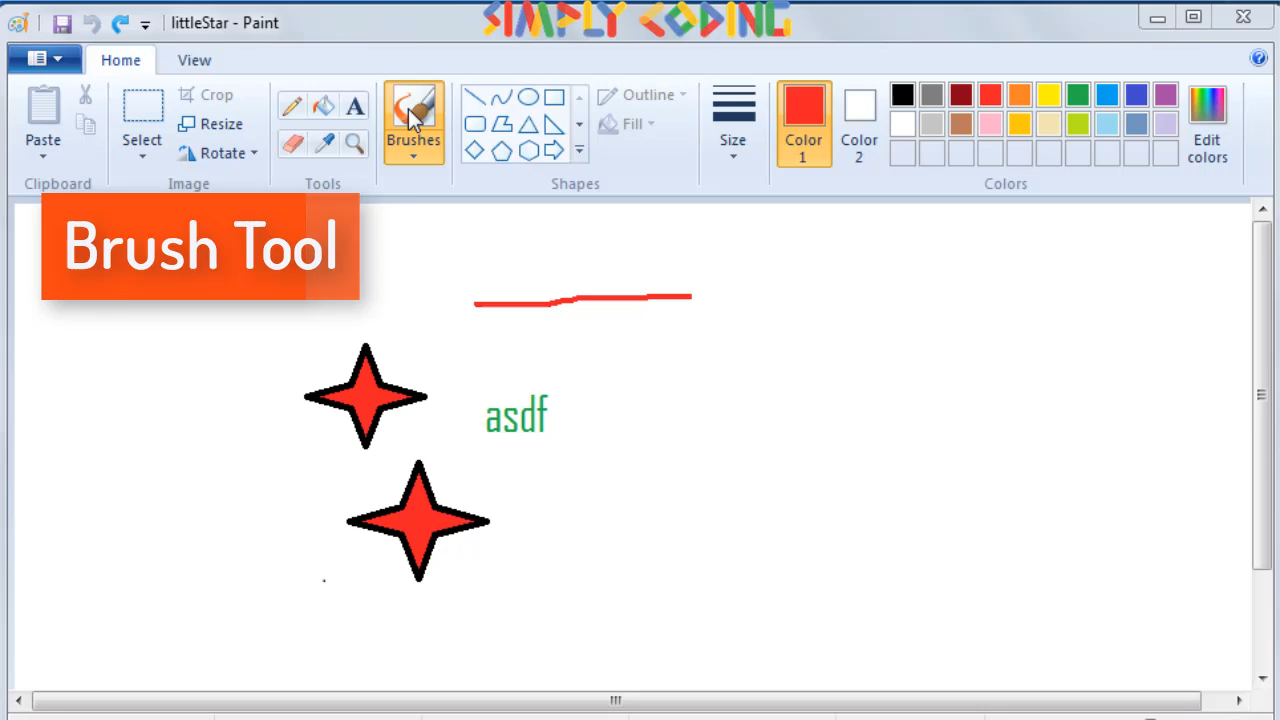 SIMPLY CODING
littleStar - Paint
Home
View
Paste
Clipboard
Select
Crop
Resize
Rotate
Image
A
Tools
Brushes
Outline
Fill
Shapes
Size
Color
1
Color
2
Edit
colors
Colors
Brush Tool
asdf